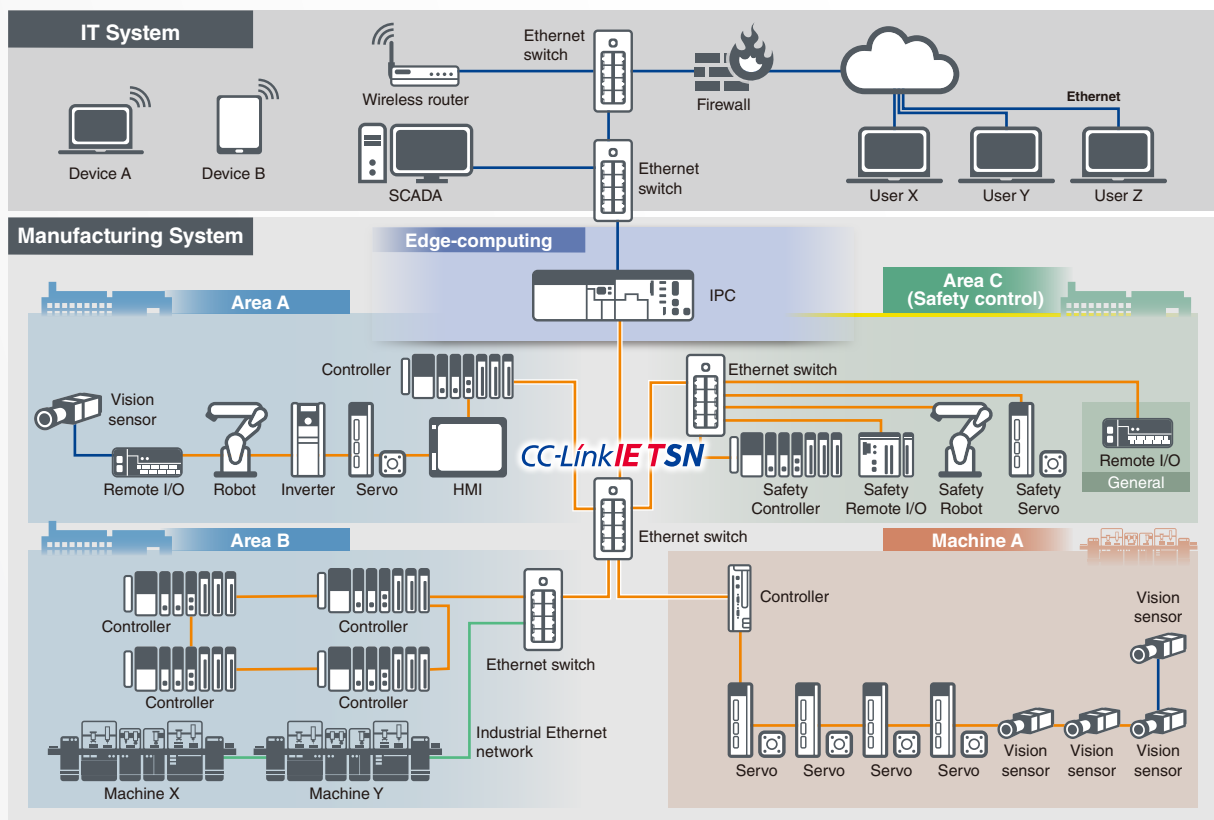 IT System
Ethernet
switch
Wireless router
Firewall
Ethernet
Device A
Device B
SCADA
Ethernet
switch
User X
User Y
User Z
Manufacturing System
Edge-computing
IPC
Area A
Area C
(Safety control)
Controller
Ethernet switch
Vision
sensor
CC-Link IE TSN
Remote I/O
Robot
Inverter
Servo
HMI
Safety
Controller
Safety
Remote I/O
Safety
Robot
Safety
Servo
Remote I/O
General
Ethernet switch
Area B
Machine A
Controller
Controller
Ethernet switch
Controller
Controller
Industrial Ethernet
network
Machine X
Machine Y
Controller
Vision
sensor
Servo
Servo
Servo
Servo
Vision
sensor
Vision
sensor
Vision
sensor